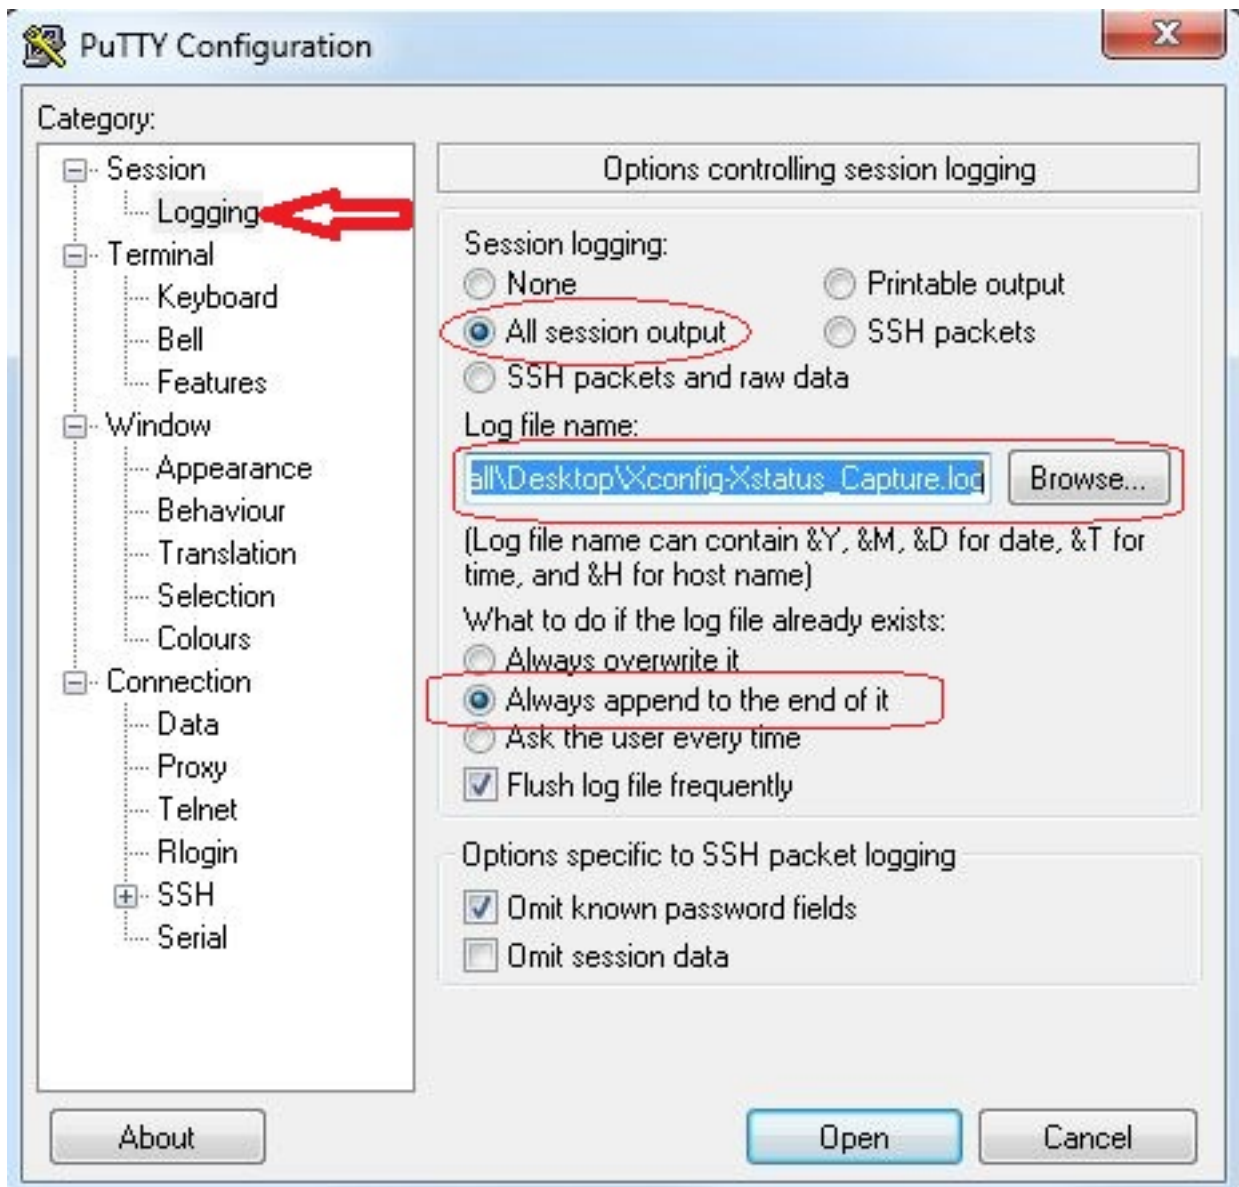 PuTTY Configuration
Category:
Session
Logging
Terminal
Keyboard
Bell
Features
Window
Appearance
Behaviour
Translation
Selection
Colours
Connection
Data
Proxy
Telnet
Rlogin
SSH
Serial
Options controlling session logging
Session logging:
None
Printable output
All session output
SSH packets
SSH packets and raw data
Log file name:
all\Desktop\Xconfig-Xstatus_Capture.log
Browse...
(Log file name can contain &Y, &M, &D for date, &T for
time, and &H for host name)
What to do if the log file already exists:
Always overwrite it
Always append to the end of it
Ask the user every time
Flush log file frequently
Options specific to SSH packet logging
Omit known password fields
Omit session data
About
Open
Cancel